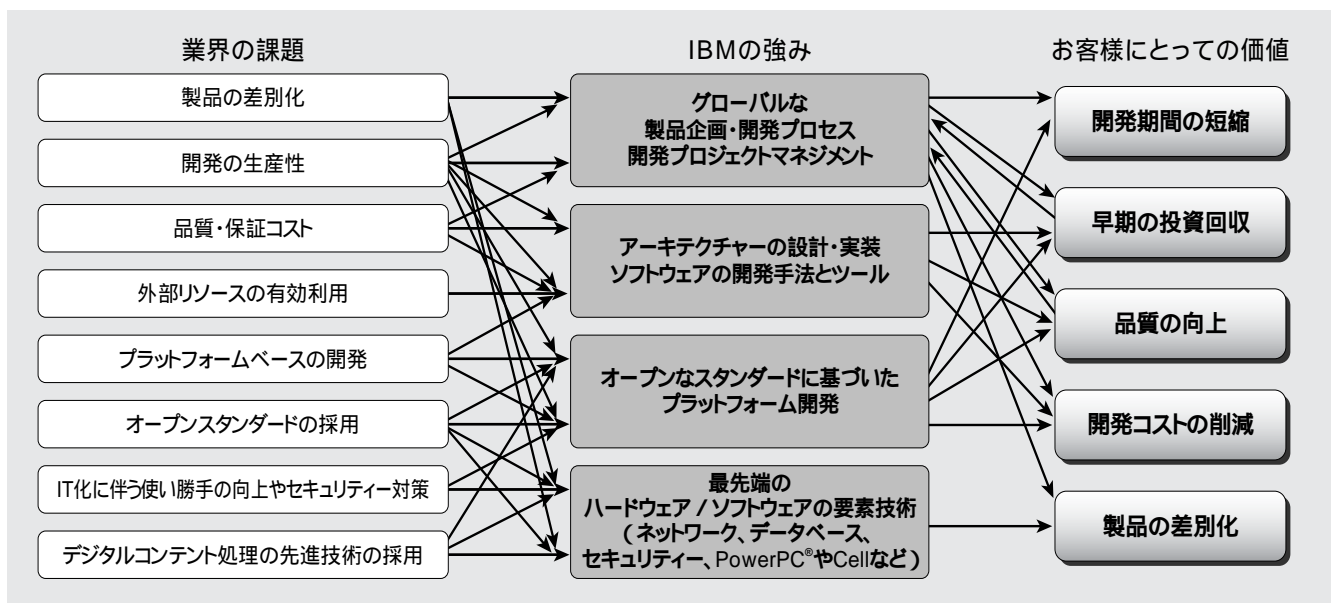 業界の課題
製品の差別化
開発の生産性
品質・保証コスト
外部リソースの有効利用
プラットフォームベースの開発
オープンスタンダードの採用
IT化に伴う使い勝手の向上やセキュリティー対策
デジタルコンテント処理の先進技術の採用
IBMの強み
グローバルな
製品企画・開発プロセス
開発プロジェクトマネジメント
アーキテクチャーの設計・実装
ソフトウェアの開発手法とツール
オープンなスタンダードに基づいた
プラットフォーム開発
最先端の
ハードウェア/ソフトウェアの要素技術
(ネットワーク、データベース、
セキュリティー、PowerPC®やCellなど)
お客様にとっての価値
開発期間の短縮
早期の投資回収
品質の向上
開発コストの削減
製品の差別化